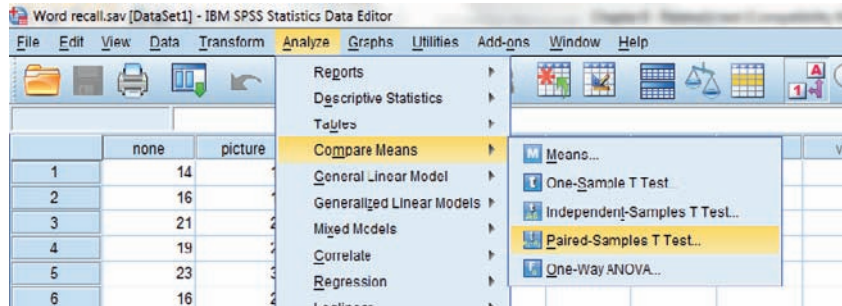 Word recall.sav [DataSet1] - IBM SPSS Statistics Data Editor
File Edit View Data Transform Analyze Graphs Utilities Add-ons Window Help
Reports
Descriptive Statistics
Tables
Compare Means
General Linear Model
Generalized Linear Models
Mixed Models
Correlate
Regression
Means...
One-Sample T Test...
Independent-Samples T Test...
Paired-Samples T Test...
One-Way ANOVA...
none picture
1 14
2 16
3 21
4 19
5 23
6 16
A
1